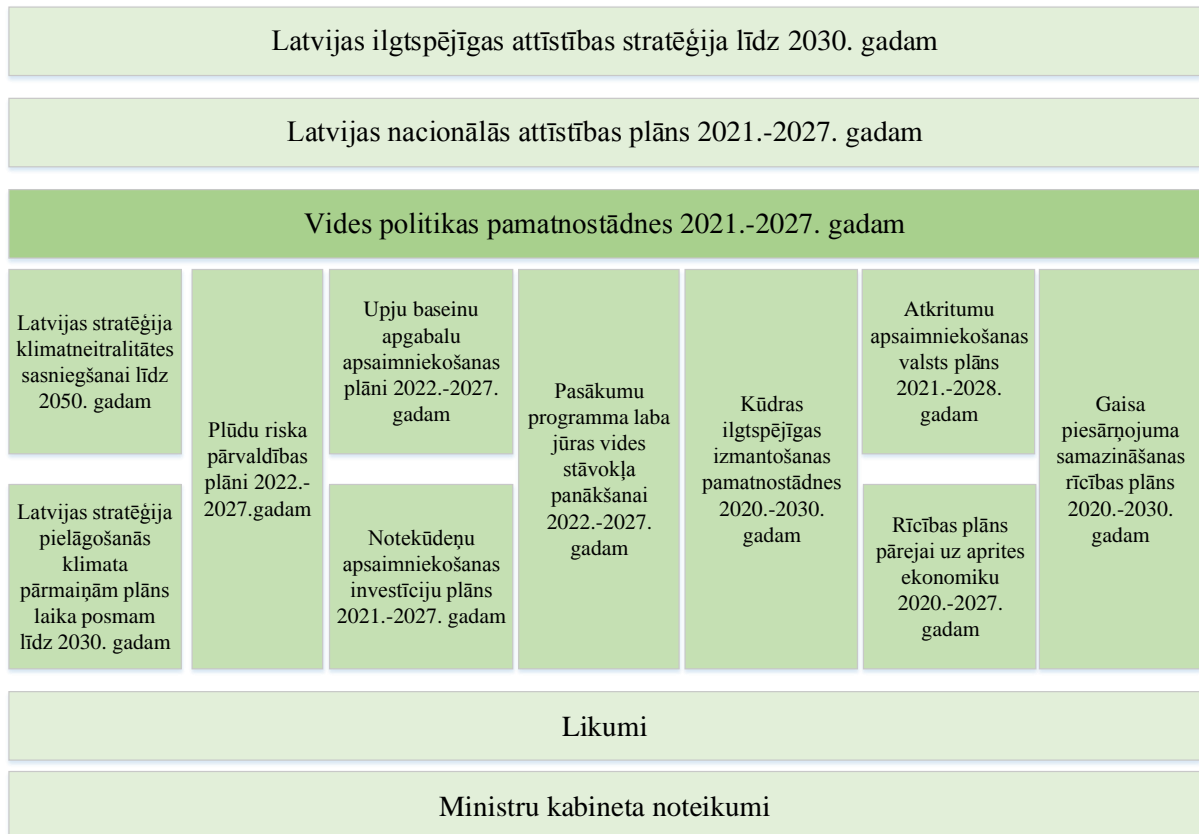 Latvijas ilgtspējīgas attīstības stratēģija līdz 2030. gadam
Latvijas nacionālās attīstības plāns 2021.-2027. gadam
Vides politikas pamatnostādnes 2021.-2027. gadam
Latvijas stratēģija
klimatneitralitātes
sasniegšanai līdz
2050. gadam
Latvijas stratēģija
pielāgošanās
klimata
pārmaiņām plāns
laika posmam
līdz 2030. gadam
Plūdu riska
pārvaldības
plāni 2022.-
2027.gadam
Upju baseinu
apgabalu
apsaimniekošanas
plāni 2022.-2027.
gadam
Notekūdeņu
apsaimniekošanas
investīciju plāns
2021.-2027. gadam
Pasākumu
programma laba
jūras vides
stāvokļa
panākšanai
2022.-2027.
gadam
Kūdras
ilgtspējīgas
izmantošanas
pamatnostādnes
2020.-2030.
gadam
Atkritumu
apsaimniekošanas
valsts plāns
2021.-2028.
gadam
Rīcības plāns
pārejai uz aprites
ekonomiku
2020.-2027.
gadam
Gaisa
piesārņojuma
samazināšanas
rīcības plāns
2020.-2030.
gadam
Likumi
Ministru kabineta noteikumi